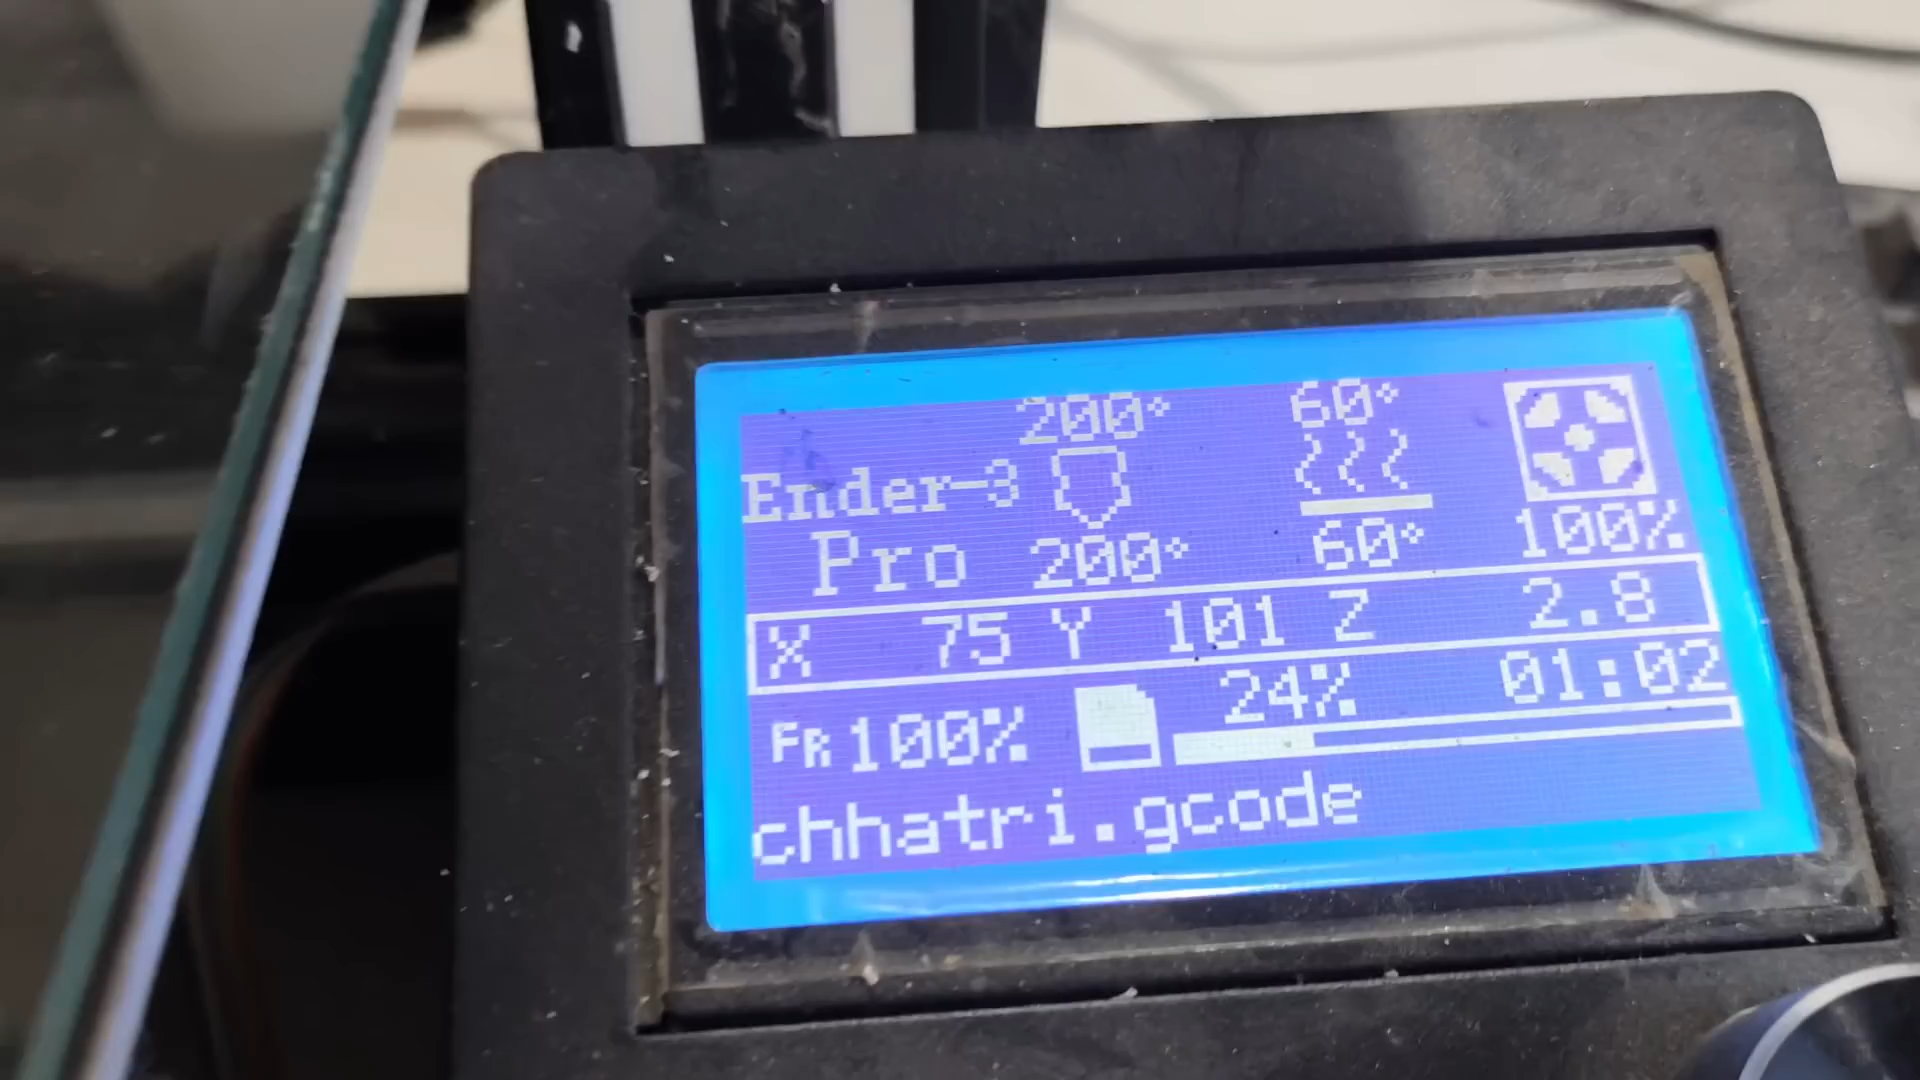 200° 60°
Ender-3
Pro 200° 60° 100%
X 75 Y 101 Z 2.8
FR 100% 24% 01:02
chhatri.gcode